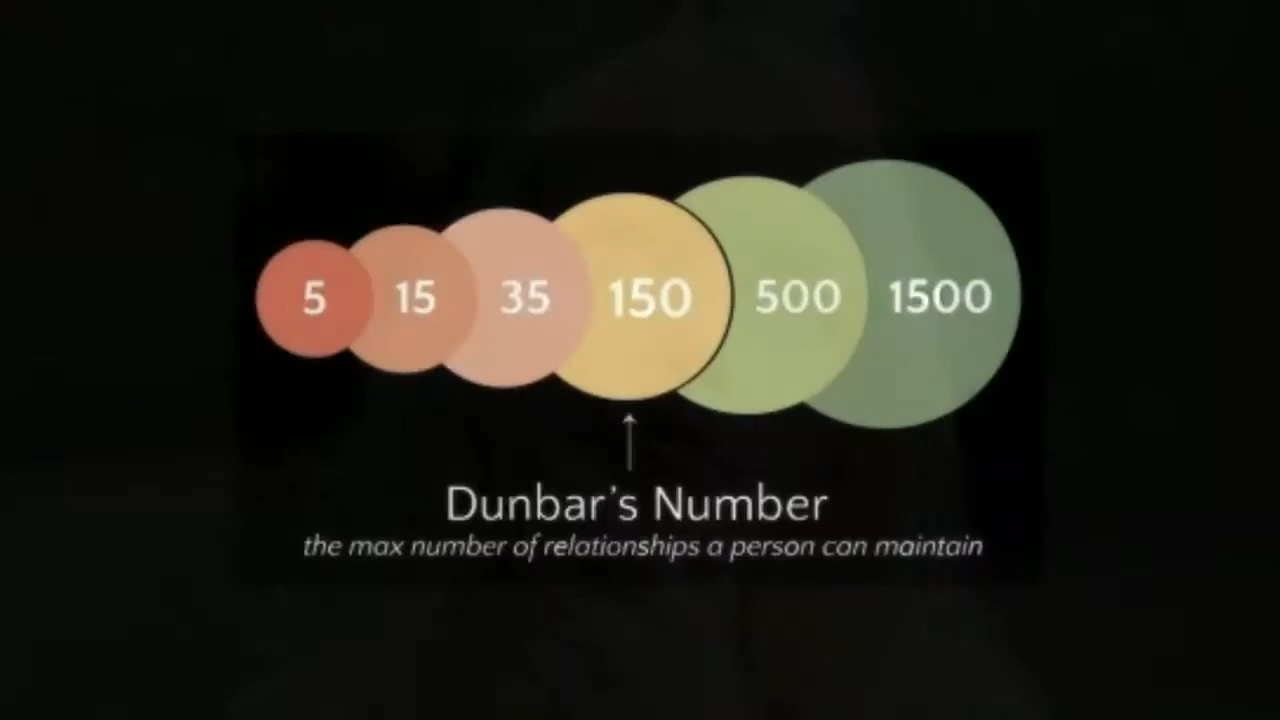 5 15 35 150 500 1500
Dunbar's Number
the max number of relationships a person can maintain